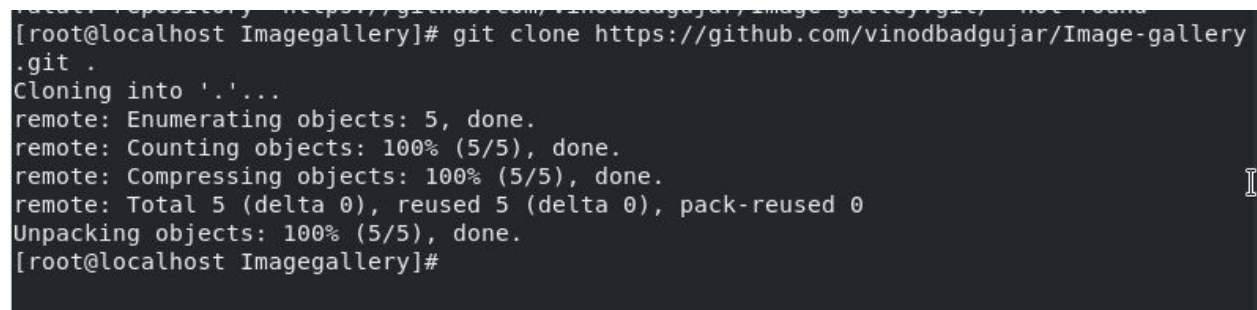 [root@localhost Imagegallery]# git clone https://github.com/vinodbadgujar/Image-gallery
.git .
Cloning into '.'...
remote: Enumerating objects: 5, done.
remote: Counting objects: 100% (5/5), done.
remote: Compressing objects: 100% (5/5), done.
remote: Total 5 (delta 0), reused 5 (delta 0), pack-reused 0
Unpacking objects: 100% (5/5), done.
[root@localhost Imagegallery]#